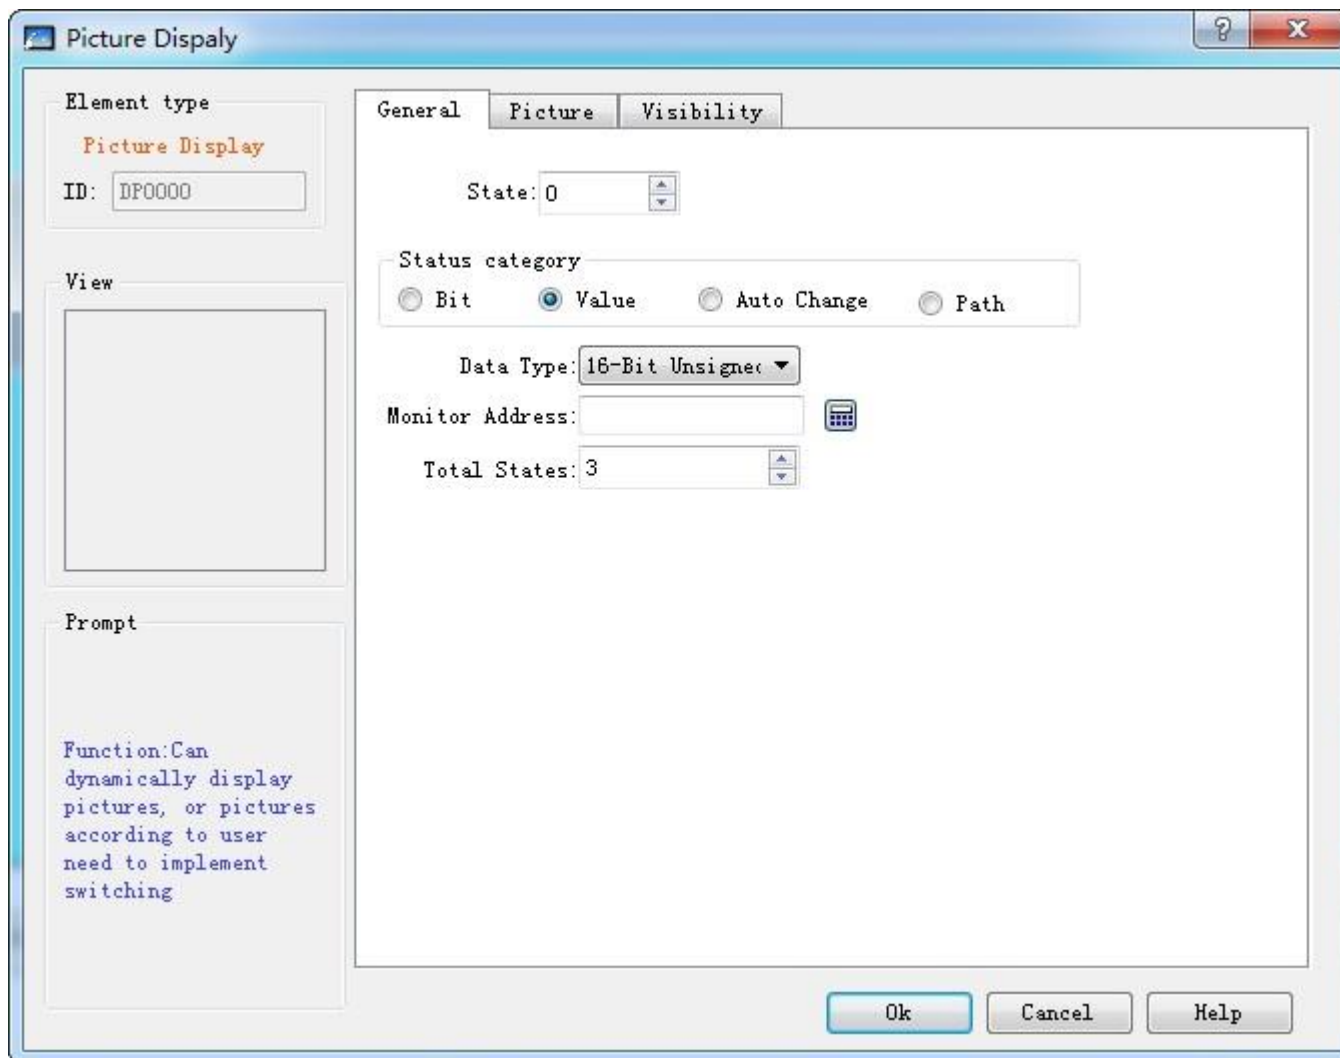 Picture Dispaly
Element type
Picture Display
ID: DP0000
View
Prompt
Function:Can
dynamically display
pictures, or pictures
according to user
need to implement
switching
General Picture Visibility
State: 0
Status category
Bit Value Auto Change Path
Data Type: 16-Bit Unsigned
Monitor Address:
Total States: 3
Ok Cancel Help